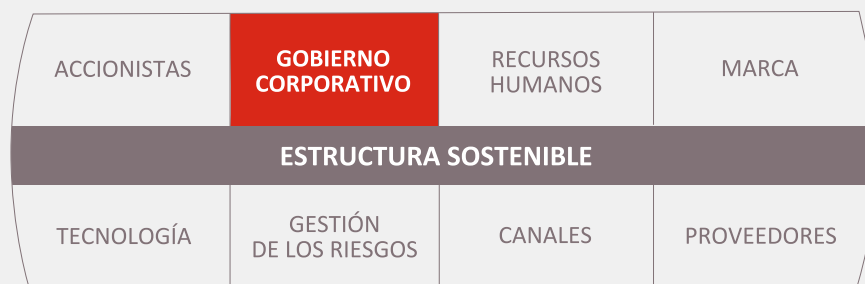 ACCIONISTAS
GOBIERNO
CORPORATIVO
RECURSOS
HUMANOS
MARCA
ESTRUCTURA SOSTENIBLE
TECNOLOGÍA
GESTIÓN
DE LOS RIESGOS
CANALES
PROVEEDORES